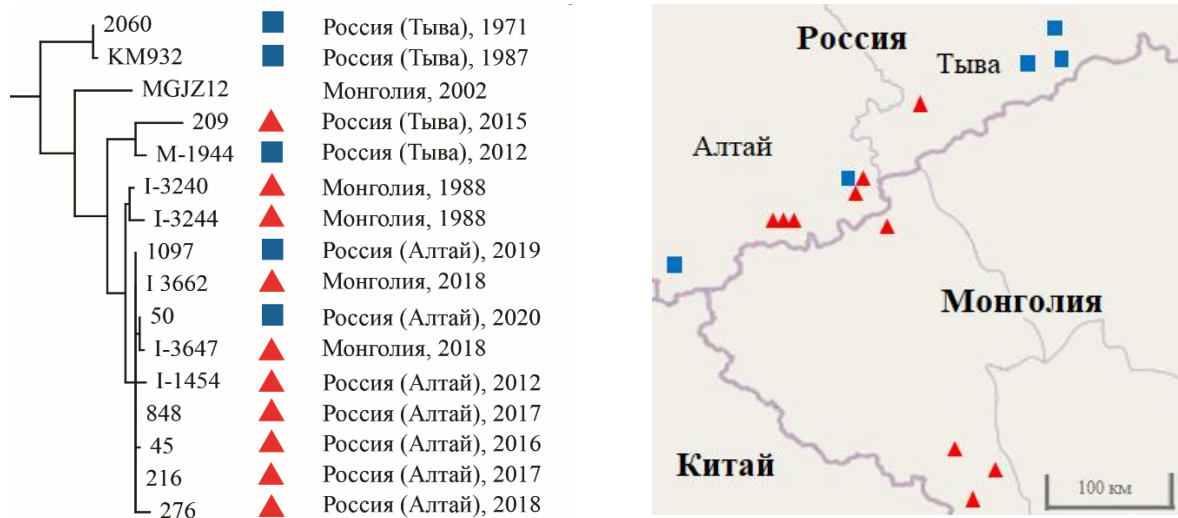 2060 Россия (Тыва), 1971
KM932 Россия (Тыва), 1987
MGJZ12 Монголия, 2002
209 Россия (Тыва), 2015
M-1944 Россия (Тыва), 2012
I-3240 Монголия, 1988
I-3244 Монголия, 1988
1097 Россия (Алтай), 2019
I 3662 Монголия, 2018
50 Россия (Алтай), 2020
I-3647 Монголия, 2018
I-1454 Россия (Алтай), 2012
848 Россия (Алтай), 2017
45 Россия (Алтай), 2016
216 Россия (Алтай), 2017
276 Россия (Алтай), 2018
Россия
Тыва
Алтай
Монголия
Китай
100 км